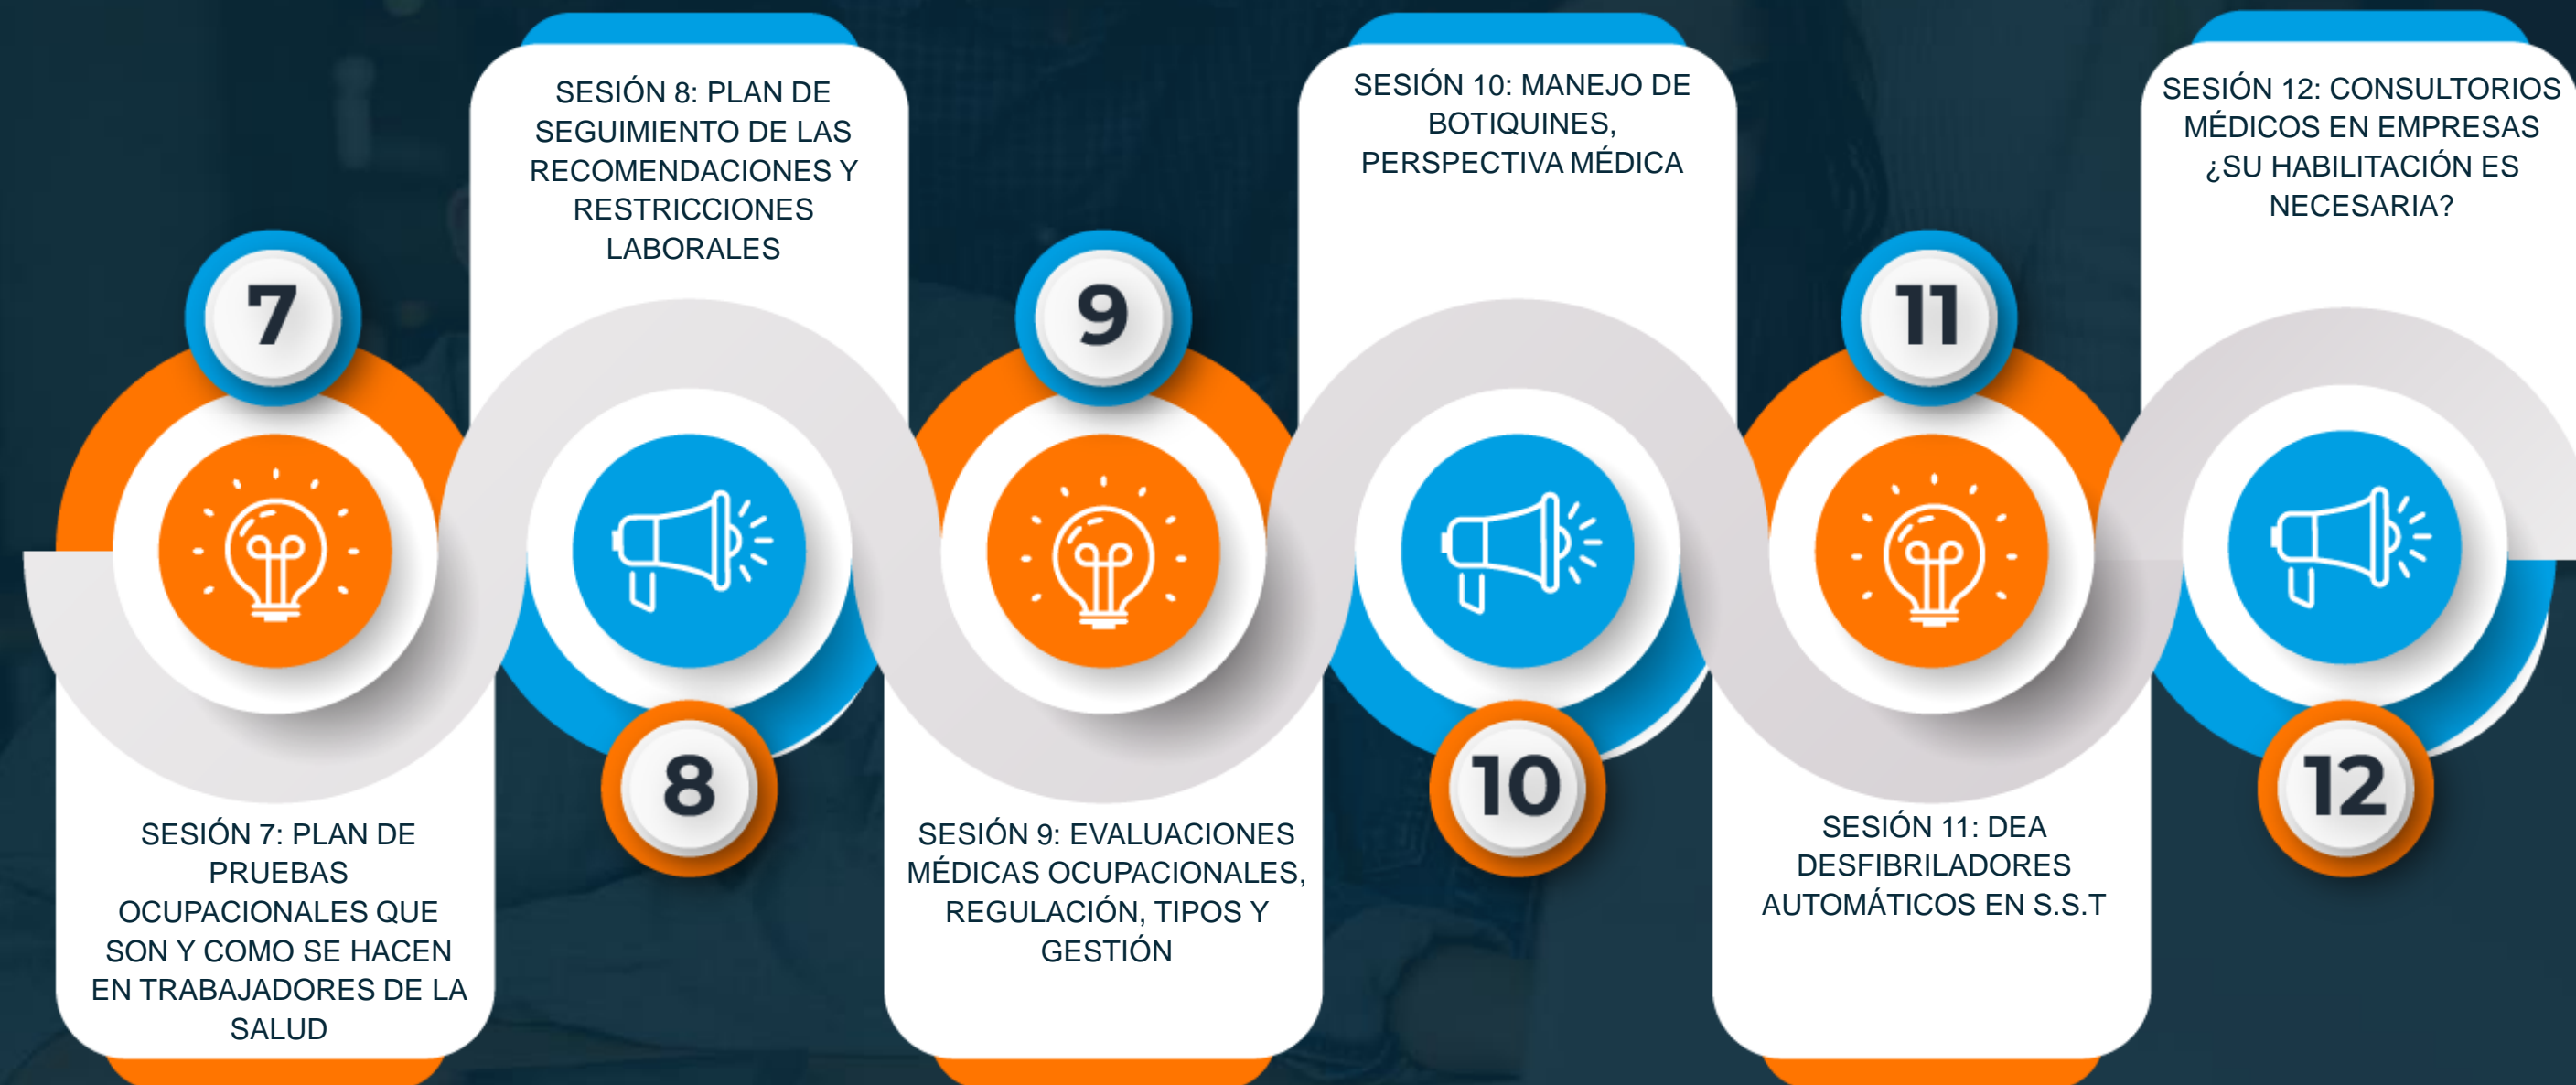 7
SESIÓN 7: PLAN DE
PRUEBAS
OCUPACIONALES QUE
SON Y COMO SE HACEN
EN TRABAJADORES DE LA
SALUD
SESIÓN 8: PLAN DE
SEGUIMIENTO DE LAS
RECOMENDACIONES Y
RESTRICCIONES
LABORALES
8
9
SESIÓN 9: EVALUACIONES
MÉDICAS OCUPACIONALES,
REGULACIÓN, TIPOS Y
GESTIÓN
SESIÓN 10: MANEJO DE
BOTIQUINES,
PERSPECTIVA MÉDICA
10
11
SESIÓN 11: DEA
DESFIBRILADORES
AUTOMÁTICOS EN S.S.T
SESIÓN 12: CONSULTORIOS
MÉDICOS EN EMPRESAS
¿SU HABILITACIÓN ES
NECESARIA?
12